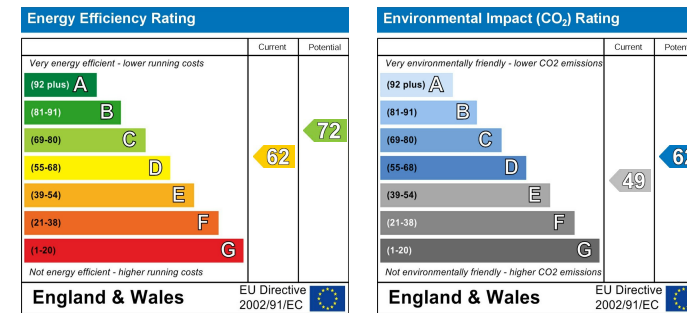 Energy Efficiency Rating
Current Potential
Very energy efficient - lower running costs
(92 plus) A
(81-91) B
(69-80) C
72
(55-68) D
62
(39-54) E
(21-38) F
(1-20) G
Not energy efficient - higher running costs
England & Wales
EU Directive
2002/91/EC
Environmental Impact (CO₂) Rating
Current
Very environmentally friendly - lower CO2 emissions
(92 plus) A
(81-91) B
(69-80) C
(55-68) D
(39-54) E
49
(21-38) F
(1-20) G
Not environmentally friendly - higher CO2 emissions
England & Wales
EU Directive
2002/91/EC